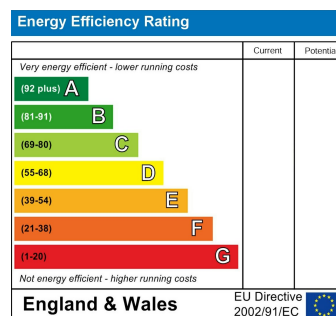 Energy Efficiency Rating
Current Potentia
Very energy efficient - lower running costs
(92 plus) A
(81-91) B
(69-80) C
(55-68) D
(39-54) E
(21-38) F
(1-20) G
Not energy efficient - higher running costs
England & Wales
EU Directive
2002/91/EC